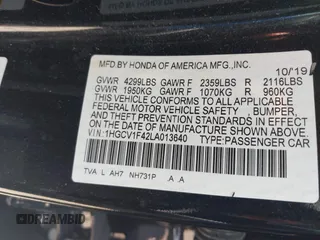 MFD BY HONDA OF AMERICA MFG.,INC.
10/19
GVWR 4299LBS GAWR F 2359LBS R 2116LBS
GVWR 1950KG GAWR F 1070KG R 960KG
THIS VEHICLE CONFORMS TO ALL APPLICABLE
FEDERAL MOTOR VEHICLE SAFETY BUMPER,
AND THEFT PREVENTION STANDARDS IN EFFECT
ON THE DATE OF MANUFACTURE SHOWN ABOVE.
VIN: 1HGCV1F42LA013640 TYPE:PASSENGER CAR
TVA L AH7 NH731P A A